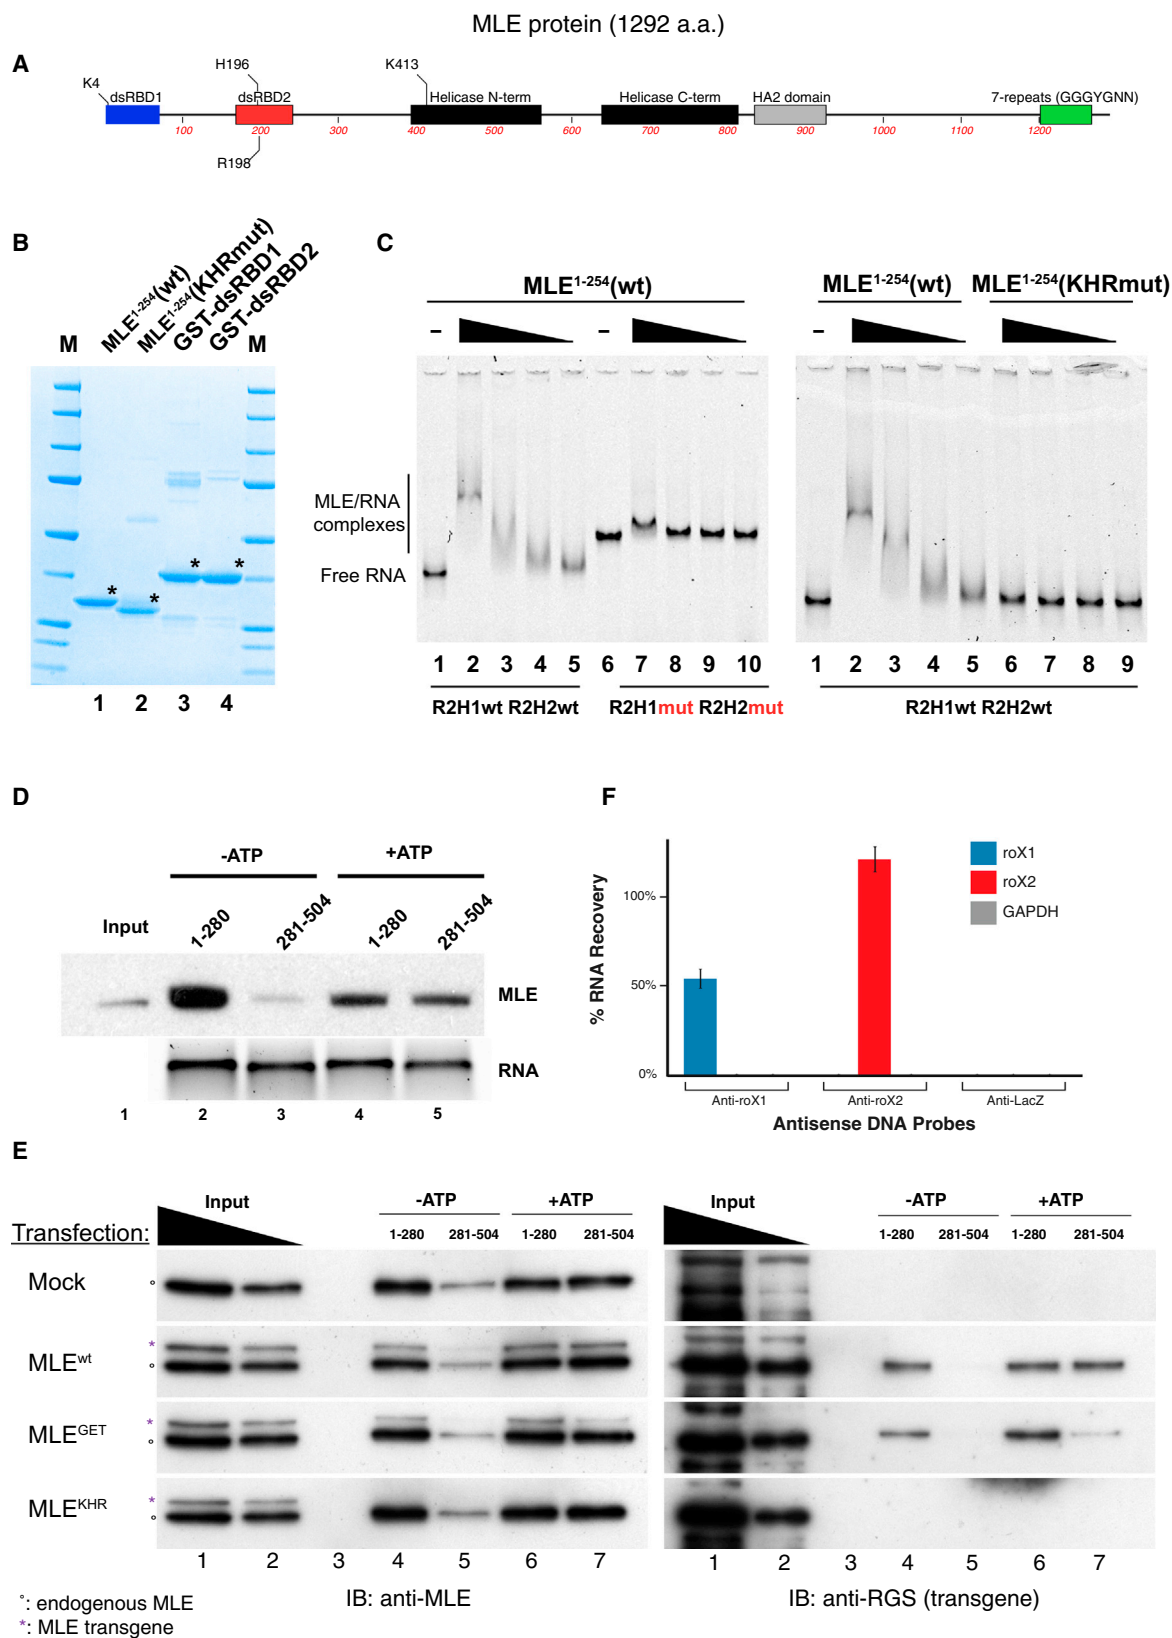 MLE protein (1292 a.a.)
A
K4
H196
K413
dsRBD1
dsRBD2
Helicase N-term
Helicase C-term
HA2 domain
7-repeats (GGGYGNN)
100 200 300 400 500 600 700 800 900 1000 1100 1200
R198
B
M
MLE1-254(wt)
MLE1-254(KHRmut)
GST-dsRBD1
GST-dsRBD2
M
* * * *
1 2 3 4
C
MLE1-254(wt)
MLE1-254(wt)
MLE1-254(KHRmut)
– – –
MLE/RNA
complexes
Free RNA
1 2 3 4 5 6 7 8 9 10
R2H1wt R2H2wt
R2H1mut R2H2mut
1 2 3 4 5 6 7 8 9
R2H1wt R2H2wt
D
-ATP
+ATP
Input
1-280
281-504
1-280
281-504
MLE
RNA
1 2 3 4 5
F
% RNA Recovery
100%
50%
0%
roX1
roX2
GAPDH
Anti-roX1
Anti-roX2
Anti-LacZ
Antisense DNA Probes
E
Input
-ATP
+ATP
Input
-ATP
+ATP
Transfection:
1-280 281-504 1-280 281-504
1-280 281-504 1-280 281-504
Mock
°
MLEwt
*
°
MLEGET
*
°
MLEKHR
*
°
1 2 3 4 5 6 7
1 2 3 4 5 6 7
IB: anti-MLE
IB: anti-RGS (transgene)
°: endogenous MLE
*: MLE transgene